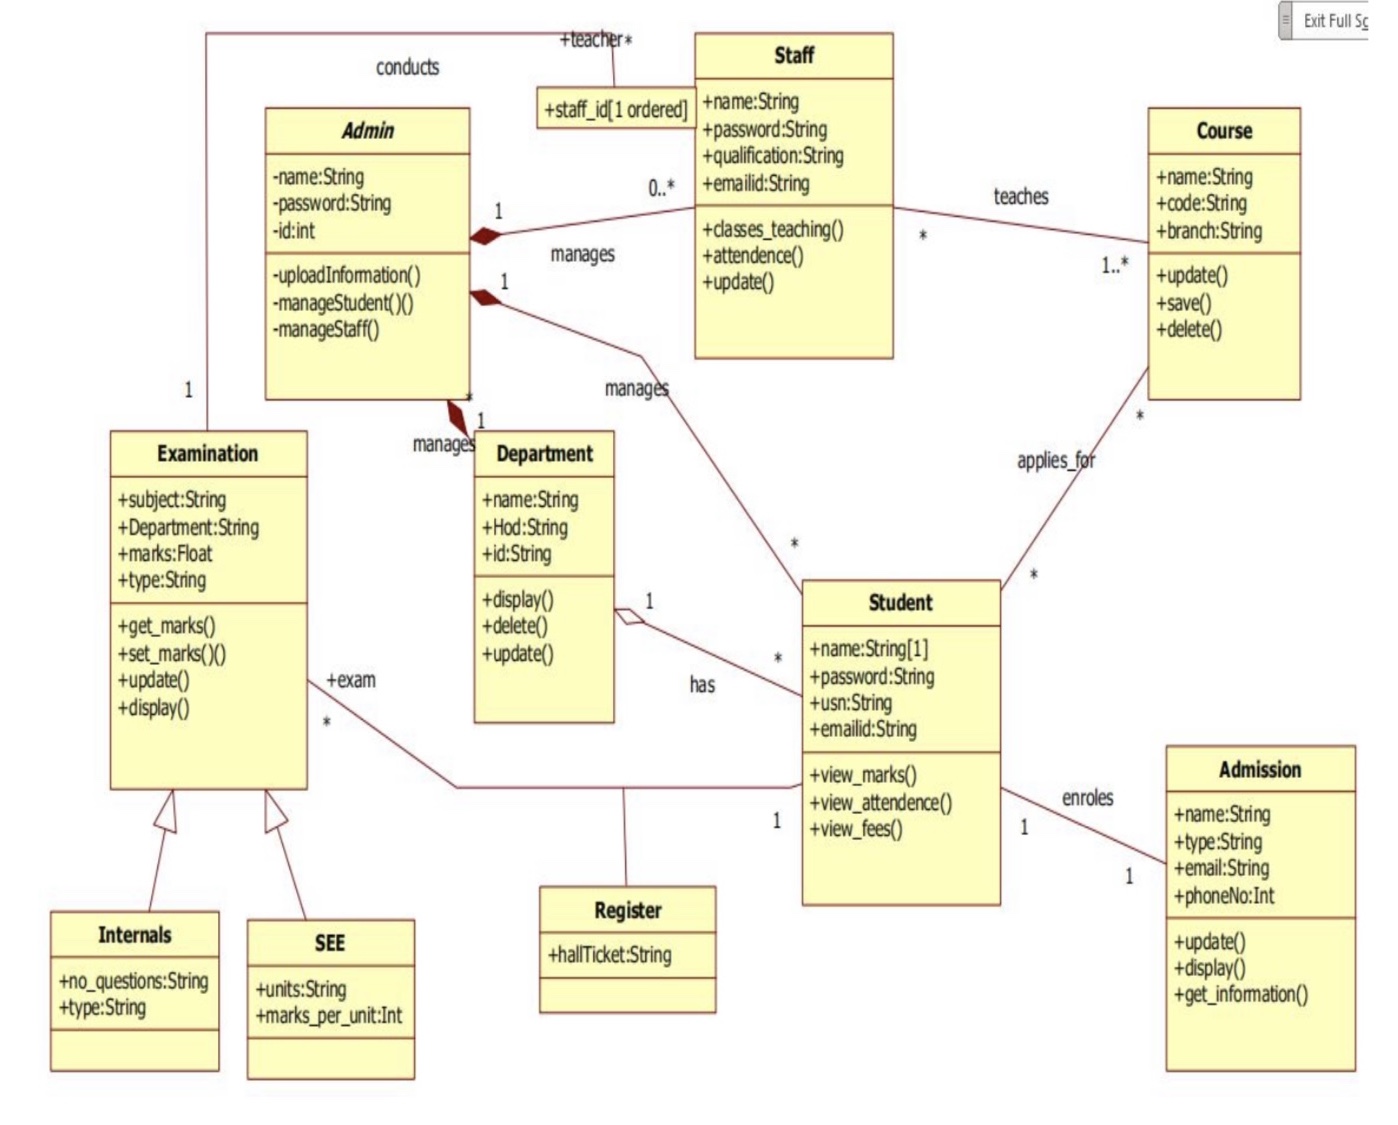 Exit Full Sc
+teacher
*
conducts
+staff_id[1 ordered]
Staff
+name:String
+password:String
+qualification:String
+emailid:String
+classes_teaching()
+attendence()
+update()
Admin
-name:String
-password:String
-id:int
-uploadInformation()
-manageStudent()()
-manageStaff()
Course
+name:String
+code:String
+branch:String
+update()
+save()
+delete()
1
0..*
manages
teaches
*
1..*
1
manages
*
*
1
manages
1
Examination
+subject:String
+Department:String
+marks:Float
+type:String
+get_marks()
+set_marks()()
+update()
+display()
Department
+name:String
+Hod:String
+id:String
+display()
+delete()
+update()
*
applies_for
*
1
*
has
Student
+name:String[1]
+password:String
+usn:String
+emailid:String
+view_marks()
+view_attendence()
+view_fees()
+exam
*
1
enroles
1
1
Admission
+name:String
+type:String
+email:String
+phoneNo:Int
+update()
+display()
+get_information()
Internals
+no_questions:String
+type:String
SEE
+units:String
+marks_per_unit:Int
Register
+hallTicket:String